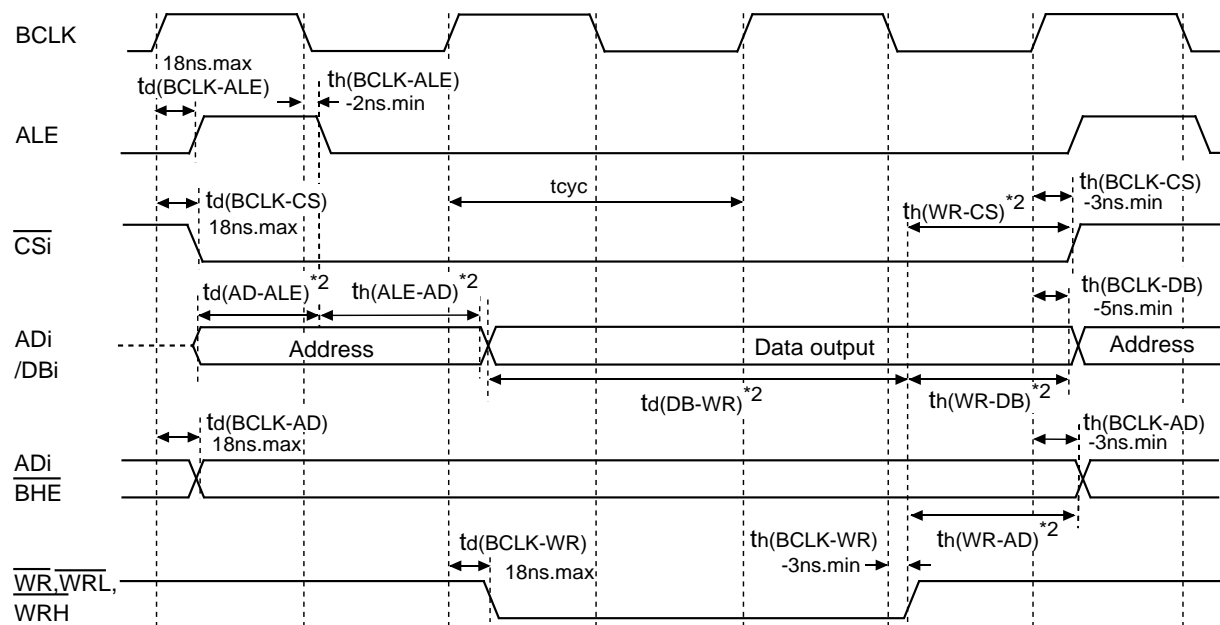 BCLK
18ns.max
td(BCLK-ALE)
th(BCLK-ALE)
-2ns.min
ALE
td(BCLK-CS)
18ns.max
tcyc
th(BCLK-CS)
-3ns.min
th(WR-CS)*2
CSi
td(AD-ALE)*2
th(ALE-AD)*2
th(BCLK-DB)
-5ns.min
ADi
/DBi
Address
Data output
Address
td(DB-WR)*2
th(WR-DB)*2
td(BCLK-AD)
18ns.max
th(BCLK-AD)
-3ns.min
ADi
BHE
td(BCLK-WR)
18ns.max
th(BCLK-WR)
-3ns.min
th(WR-AD)*2
WR,WRL,
WRH